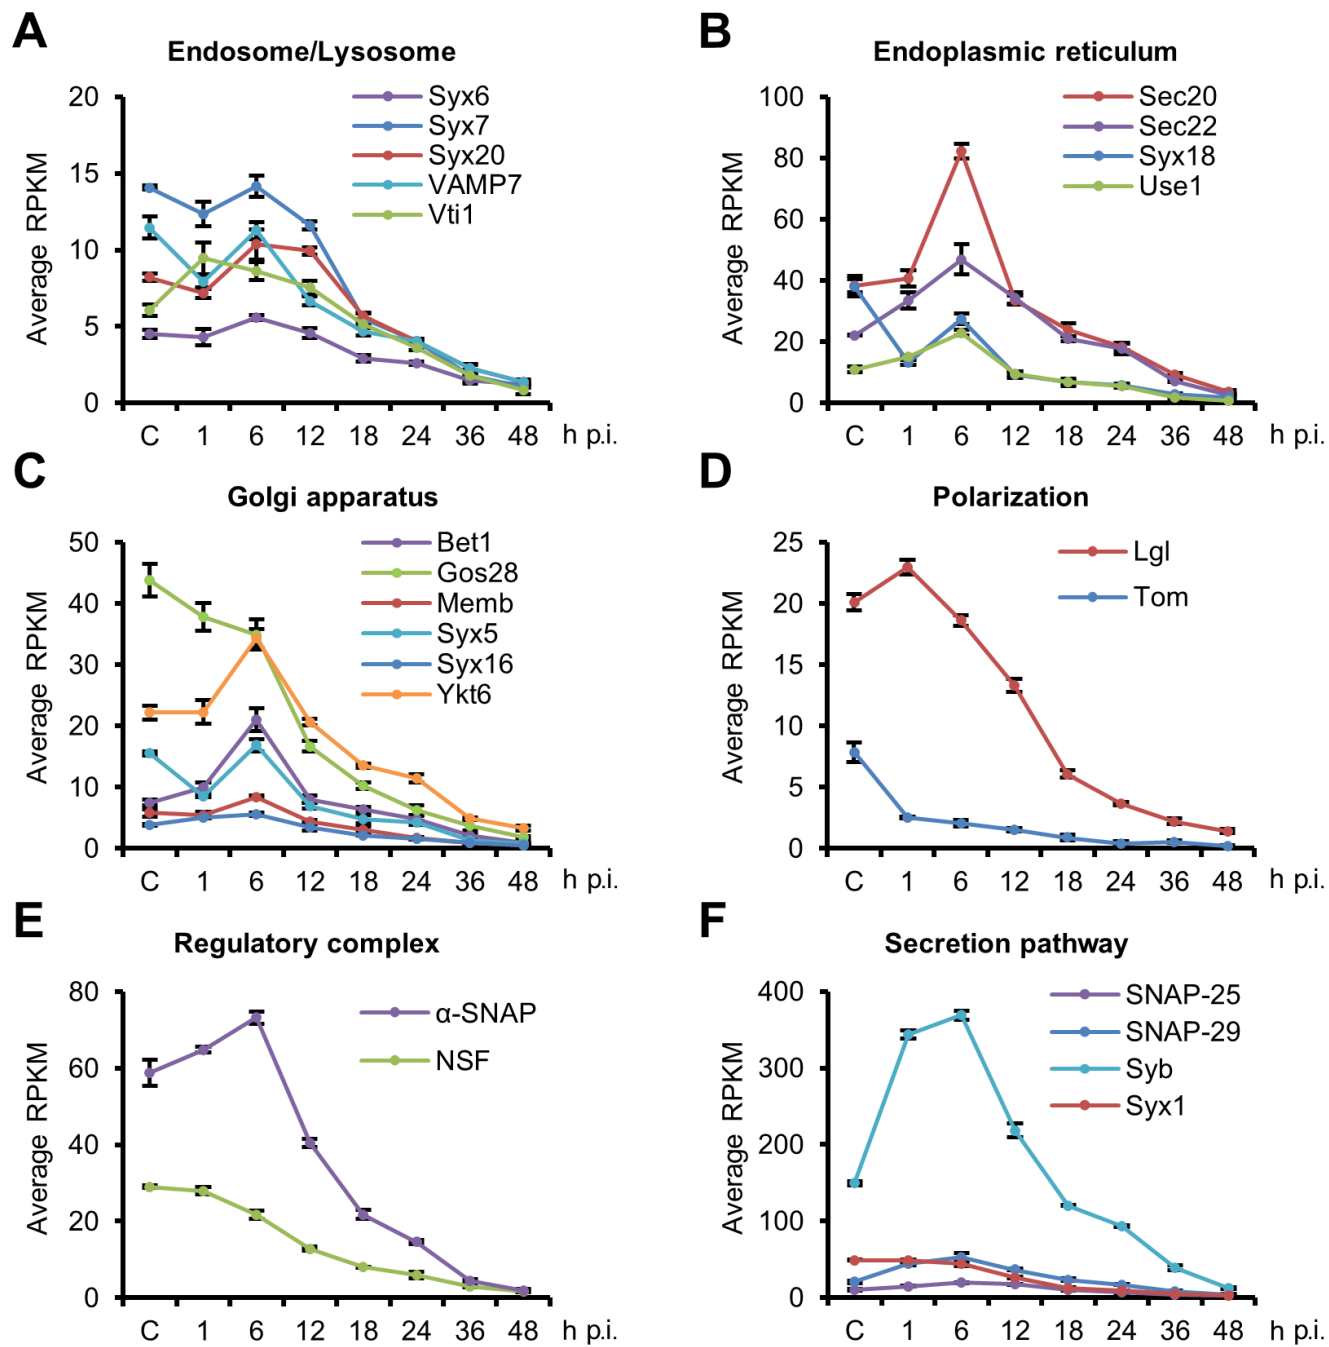 A
Endosome/Lysosome
20
15
10
5
0
Average RPKM
Syx6
Syx7
Syx20
VAMP7
Vti1
C 1 6 12 18 24 36 48 h p.i.
B
Endoplasmic reticulum
100
80
60
40
20
0
Average RPKM
Sec20
Sec22
Syx18
Use1
C 1 6 12 18 24 36 48 h p.i.
C
Golgi apparatus
50
40
30
20
10
0
Average RPKM
Bet1
Gos28
Memb
Syx5
Syx16
Ykt6
C 1 6 12 18 24 36 48 h p.i.
D
Polarization
25
20
15
10
5
0
Average RPKM
Lgl
Tom
C 1 6 12 18 24 36 48 h p.i.
E
Regulatory complex
80
60
40
20
0
Average RPKM
α-SNAP
NSF
C 1 6 12 18 24 36 48 h p.i.
F
Secretion pathway
400
300
200
100
0
Average RPKM
SNAP-25
SNAP-29
Syb
Syx1
C 1 6 12 18 24 36 48 h p.i.